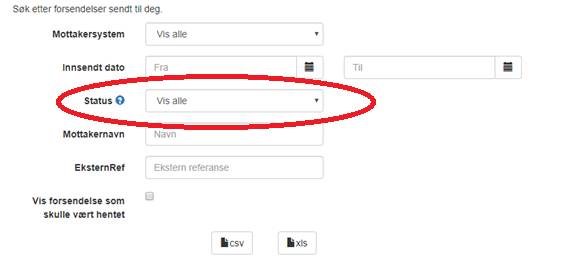 Søk etter forsendelser sendt til deg.
Mottakersystem Vis alle
Innsendt dato Fra Til
Status ? Vis alle
Mottakernavn Navn
EksternRef Ekstern referanse
Vis forsendelse som
skulle vært hentet
csv xls